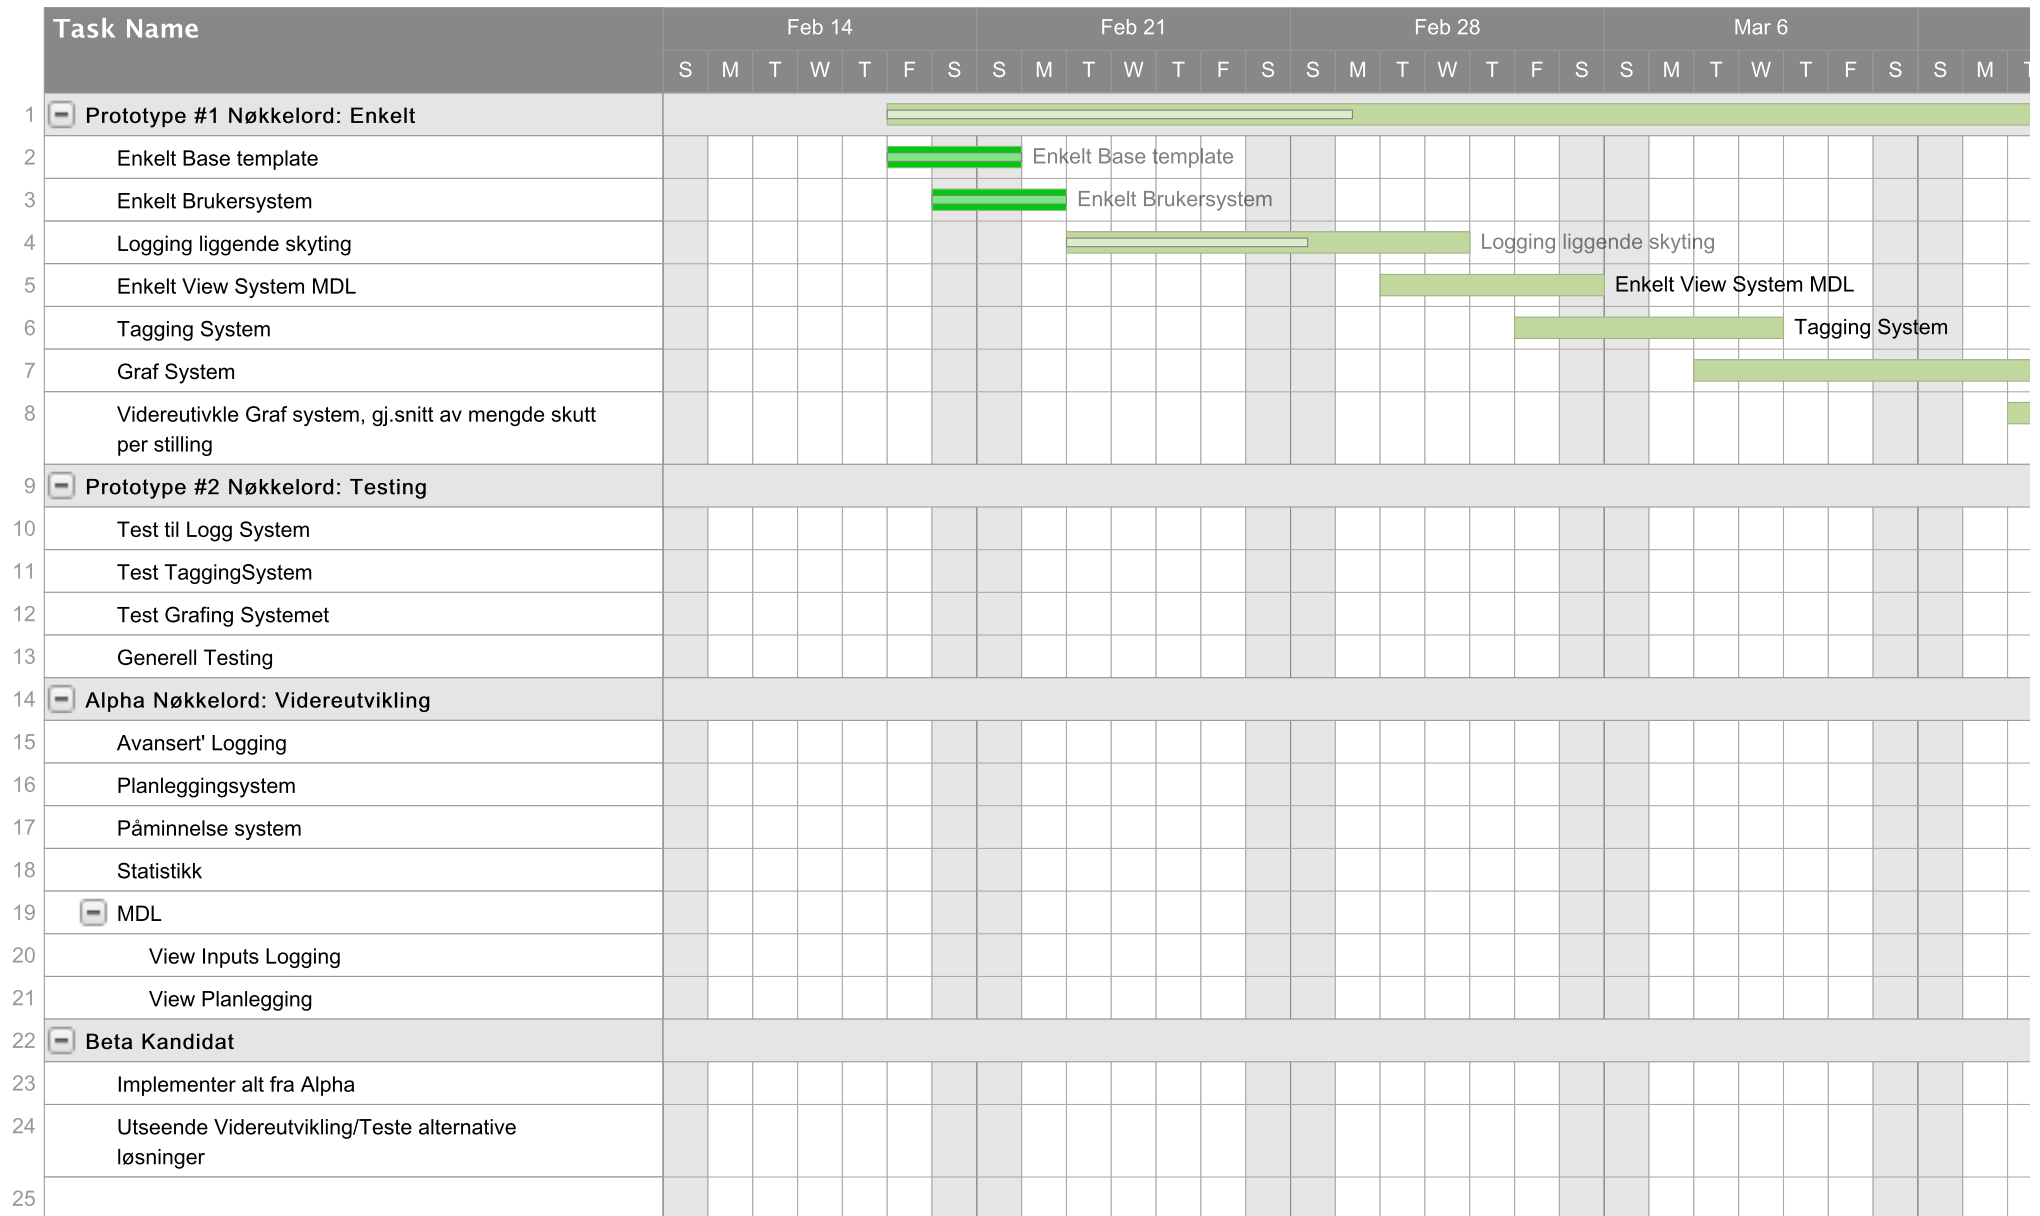 Task Name
Feb 14 Feb 21 Feb 28 Mar 6
S M T W T F S S M T W T F S S M T W T F S S M T W T F S S M T
1 Prototype #1 Nøkkelord: Enkelt
2 Enkelt Base template Enkelt Base template
3 Enkelt Brukersystem Enkelt Brukersystem
4 Logging liggende skyting Logging liggende skyting
5 Enkelt View System MDL Enkelt View System MDL
6 Tagging System Tagging System
7 Graf System
8 Videreutivkle Graf system, gj.snitt av mengde skutt
per stilling
9 Prototype #2 Nøkkelord: Testing
10 Test til Logg System
11 Test TaggingSystem
12 Test Grafing Systemet
13 Generell Testing
14 Alpha Nøkkelord: Videreutvikling
15 Avansert' Logging
16 Planleggingsystem
17 Påminnelse system
18 Statistikk
19 MDL
20 View Inputs Logging
21 View Planlegging
22 Beta Kandidat
23 Implementer alt fra Alpha
24 Utseende Videreutvikling/Teste alternative
løsninger
25